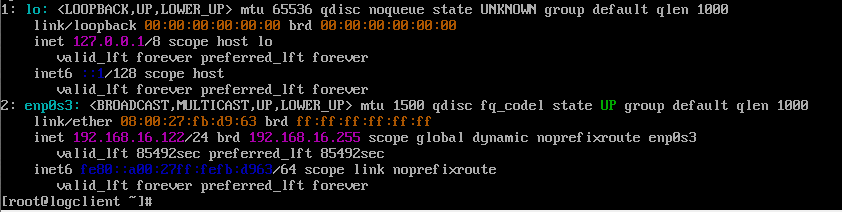 1: lo: <LOOPBACK,UP,LOWER_UP> mtu 65536 qdisc noqueue state UNKNOWN group default qlen 1000
    link/loopback 00:00:00:00:00:00 brd 00:00:00:00:00:00
    inet 127.0.0.1/8 scope host lo
       valid_lft forever preferred_lft forever
    inet6 ::1/128 scope host
       valid_lft forever preferred_lft forever
2: enp0s3: <BROADCAST,MULTICAST,UP,LOWER_UP> mtu 1500 qdisc fq_codel state UP group default qlen 1000
    link/ether 08:00:27:fb:d9:63 brd ff:ff:ff:ff:ff:ff
    inet 192.168.16.122/24 brd 192.168.16.255 scope global dynamic noprefixroute enp0s3
       valid_lft 85492sec preferred_lft 85492sec
    inet6 fe80::a00:27ff:fefb:d963/64 scope link noprefixroute
       valid_lft forever preferred_lft forever
[root@logclient ~]#